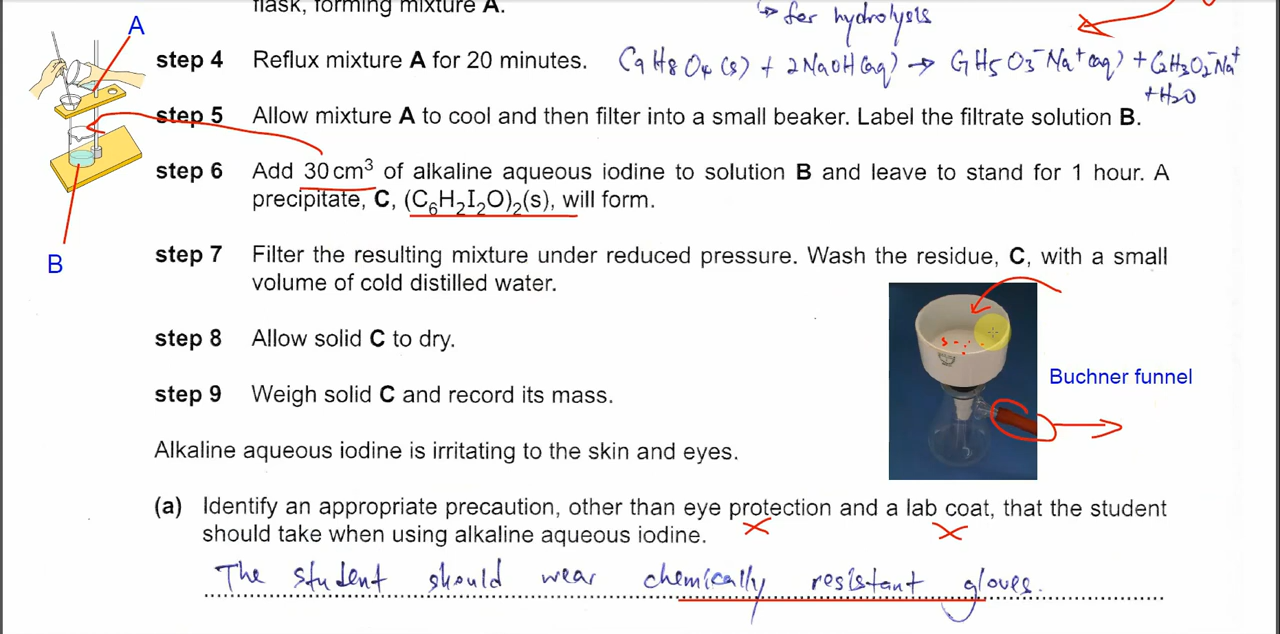 flask, forming mixture A.
↳ for hydrolysis
A
step 4 Reflux mixture A for 20 minutes.
C9H8O4(s) + 2NaOH(aq) → C7H5O3⁻Na⁺(aq) + C2H3O2⁻Na⁺
+H2O
step 5 Allow mixture A to cool and then filter into a small beaker. Label the filtrate solution B.
step 6 Add 30 cm³ of alkaline aqueous iodine to solution B and leave to stand for 1 hour. A
precipitate, C, (C₆H₂I₂O)₂(s), will form.
B
step 7 Filter the resulting mixture under reduced pressure. Wash the residue, C, with a small
volume of cold distilled water.
step 8 Allow solid C to dry.
Buchner funnel
step 9 Weigh solid C and record its mass.
Alkaline aqueous iodine is irritating to the skin and eyes.
(a) Identify an appropriate precaution, other than eye protection and a lab coat, that the student
should take when using alkaline aqueous iodine.
The student should wear chemically resistant gloves.